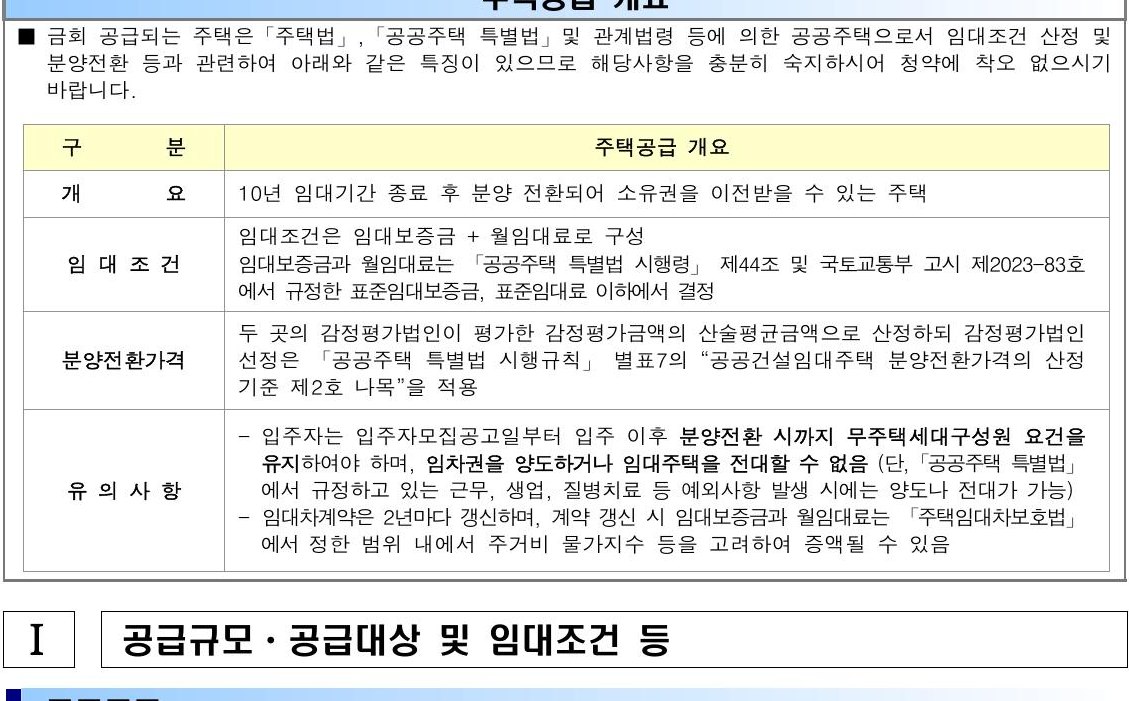 주택공급 개요
■ 금회 공급되는 주택은「주택법」,「공공주택 특별법」및 관계법령 등에 의한 공공주택으로서 임대조건 산정 및
분양전환 등과 관련하여 아래와 같은 특징이 있으므로 해당사항을 충분히 숙지하시어 청약에 착오 없으시기
바랍니다.
구 분 주택공급 개요
개 요 10년 임대기간 종료 후 분양 전환되어 소유권을 이전받을 수 있는 주택
임대조건은 임대보증금 + 월임대료로 구성
임 대 조 건 임대보증금과 월임대료는 「공공주택 특별법 시행령」 제44조 및 국토교통부 고시 제2023-83호
에서 규정한 표준임대보증금, 표준임대료 이하에서 결정
두 곳의 감정평가법인이 평가한 감정평가금액의 산술평균금액으로 산정하되 감정평가법인
분양전환가격 선정은 「공공주택 특별법 시행규칙」 별표7의 “공공건설임대주택 분양전환가격의 산정
기준 제2호 나목”을 적용
- 입주자는 입주자모집공고일부터 입주 이후 분양전환 시까지 무주택세대구성원 요건을
유지하여야 하며, 임차권을 양도하거나 임대주택을 전대할 수 없음 (단,「공공주택 특별법」
유 의 사 항 에서 규정하고 있는 근무, 생업, 질병치료 등 예외사항 발생 시에는 양도나 전대가 가능)
- 임대차계약은 2년마다 갱신하며, 계약 갱신 시 임대보증금과 월임대료는 「주택임대차보호법」
에서 정한 범위 내에서 주거비 물가지수 등을 고려하여 증액될 수 있음
Ⅰ 공급규모·공급대상 및 임대조건 등